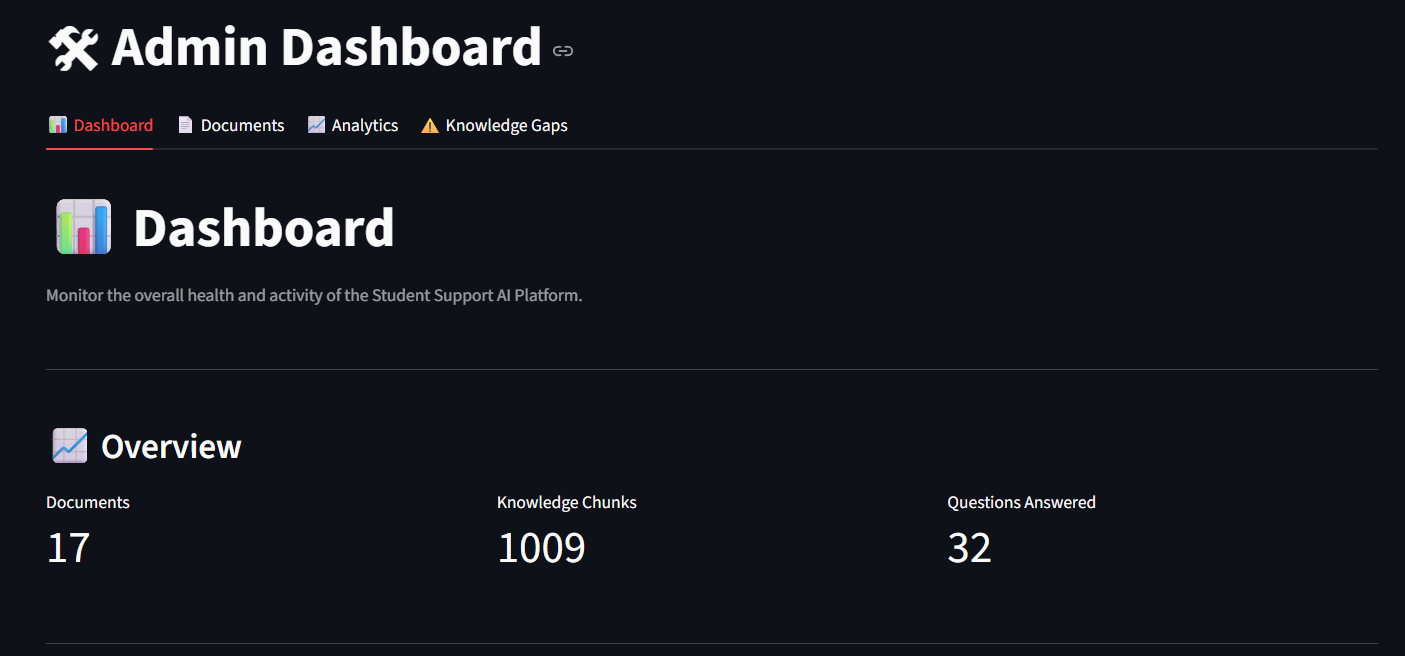 🛠 Admin Dashboard
📊 Dashboard 📄 Documents 📈 Analytics ⚠️ Knowledge Gaps
📊 Dashboard
Monitor the overall health and activity of the Student Support AI Platform.
📈 Overview
Documents Knowledge Chunks Questions Answered
17 1009 32